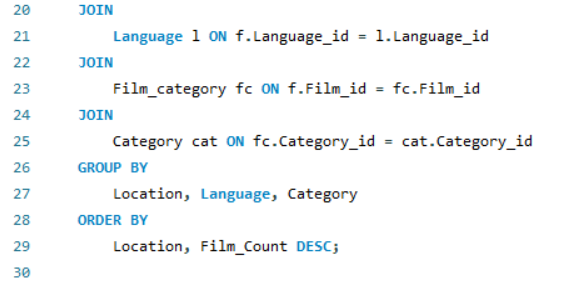 20 JOIN
21 Language l ON f.Language_id = l.Language_id
22 JOIN
23 Film_category fc ON f.Film_id = fc.Film_id
24 JOIN
25 Category cat ON fc.Category_id = cat.Category_id
26 GROUP BY
27 Location, Language, Category
28 ORDER BY
29 Location, Film_Count DESC;
30